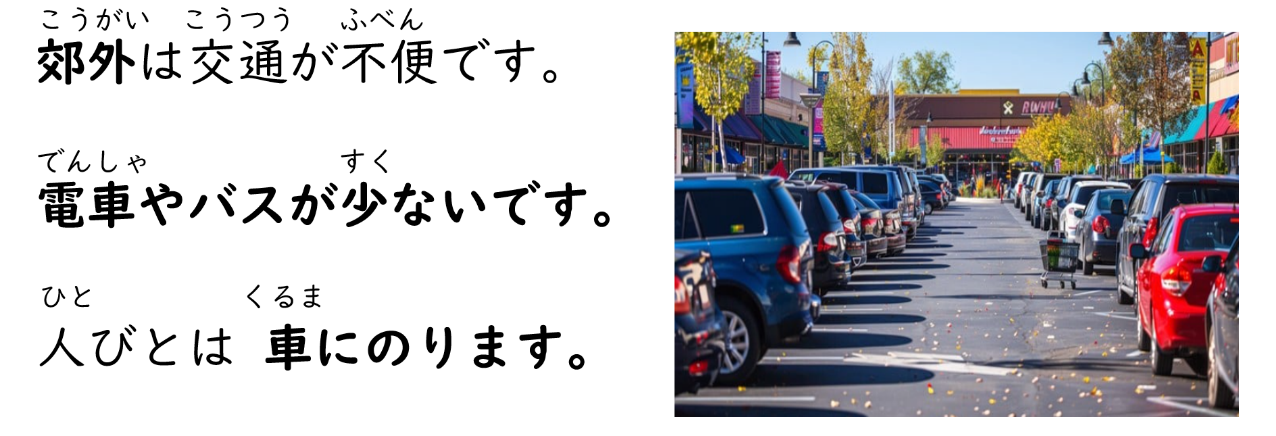 こうがい こうつう ふべん
郊外は交通が不便です。
でんしゃ すく
電車やバスが少ないです。
ひと くるま
人びとは 車にのります。